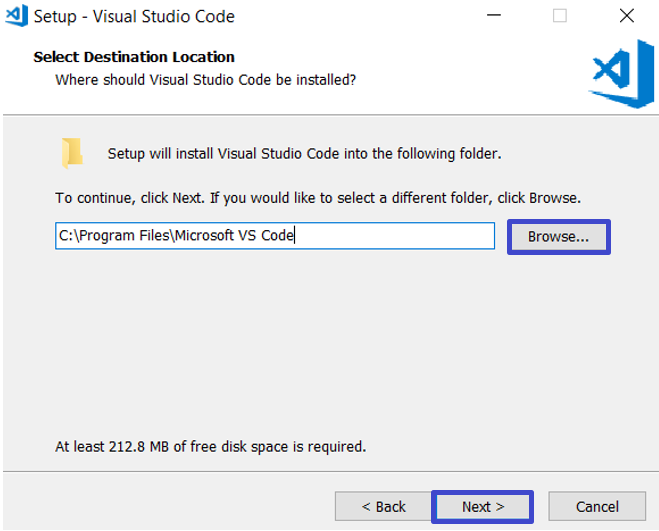 Setup - Visual Studio Code
Select Destination Location
Where should Visual Studio Code be installed?
Setup will install Visual Studio Code into the following folder.
To continue, click Next. If you would like to select a different folder, click Browse.
C:\Program Files\Microsoft VS Code
Browse...
At least 212.8 MB of free disk space is required.
< Back
Next >
Cancel